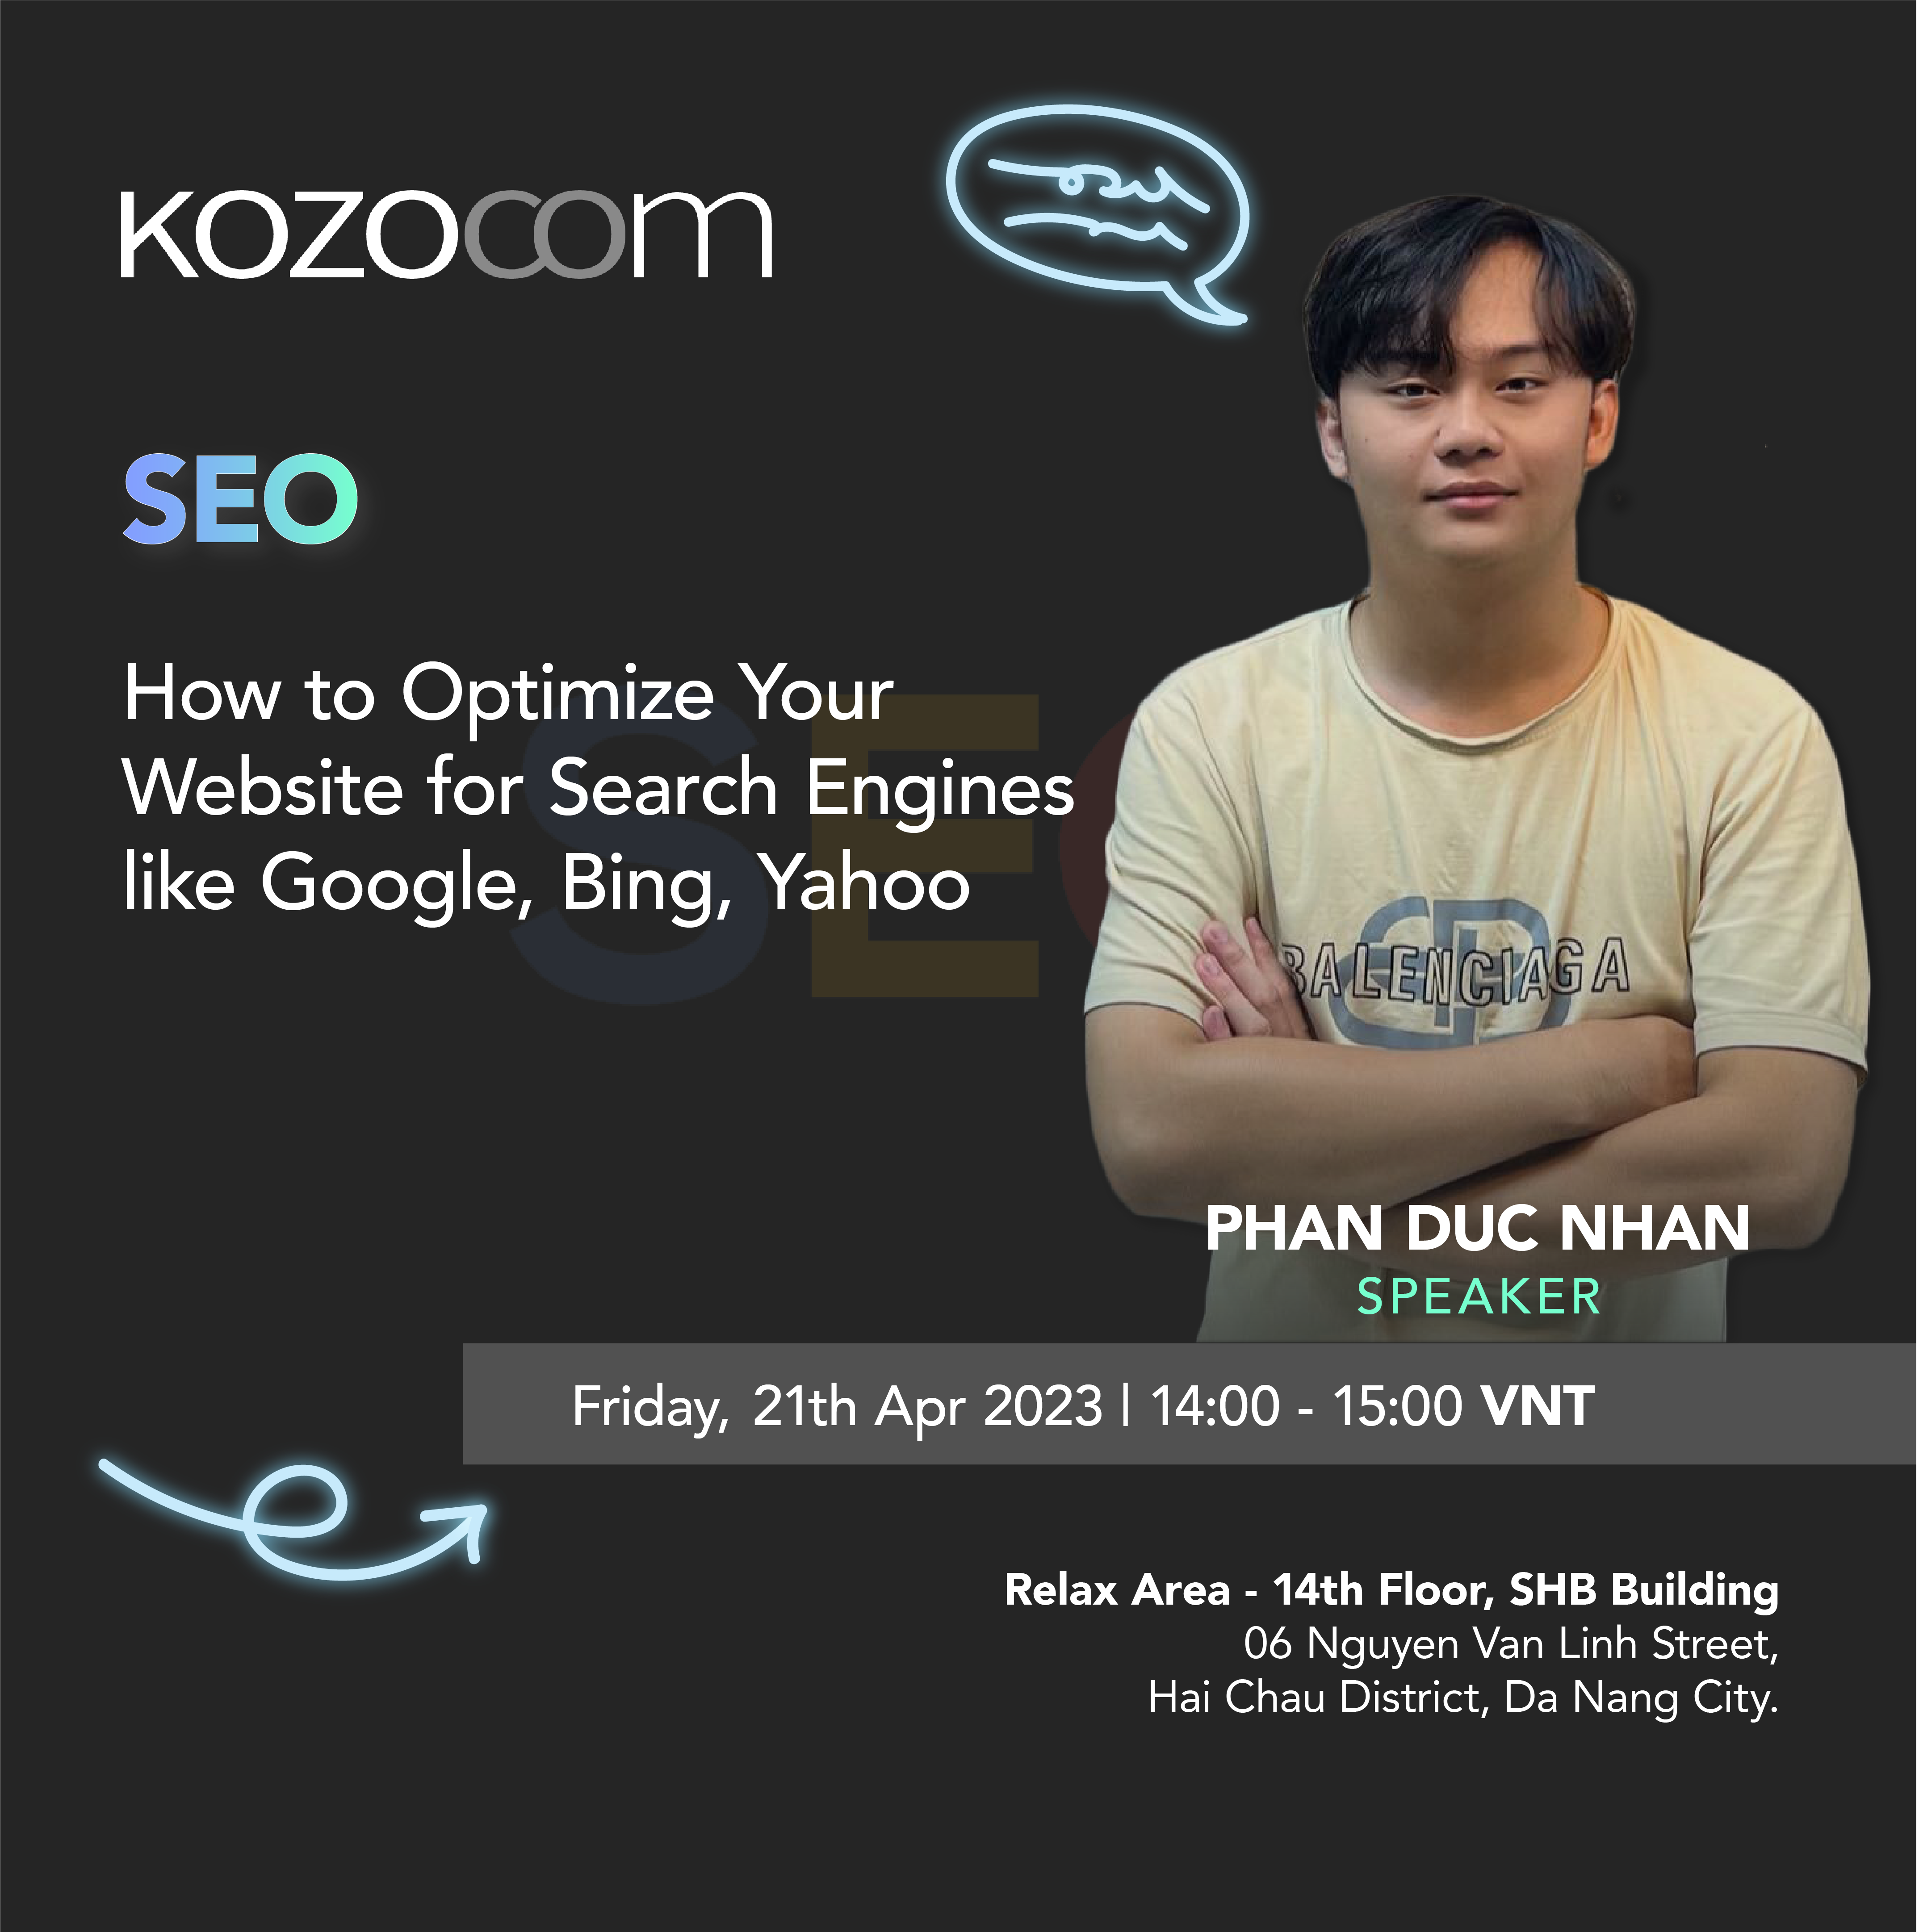 KOZOCOM
SEO
How to Optimize Your
Website for Search Engines
like Google, Bing, Yahoo
SE
BALENCIAGA
PHAN DUC NHAN
SPEAKER
Friday, 21th Apr 2023 | 14:00 - 15:00 VNT
Relax Area - 14th Floor, SHB Building
06 Nguyen Van Linh Street,
Hai Chau District, Da Nang City.